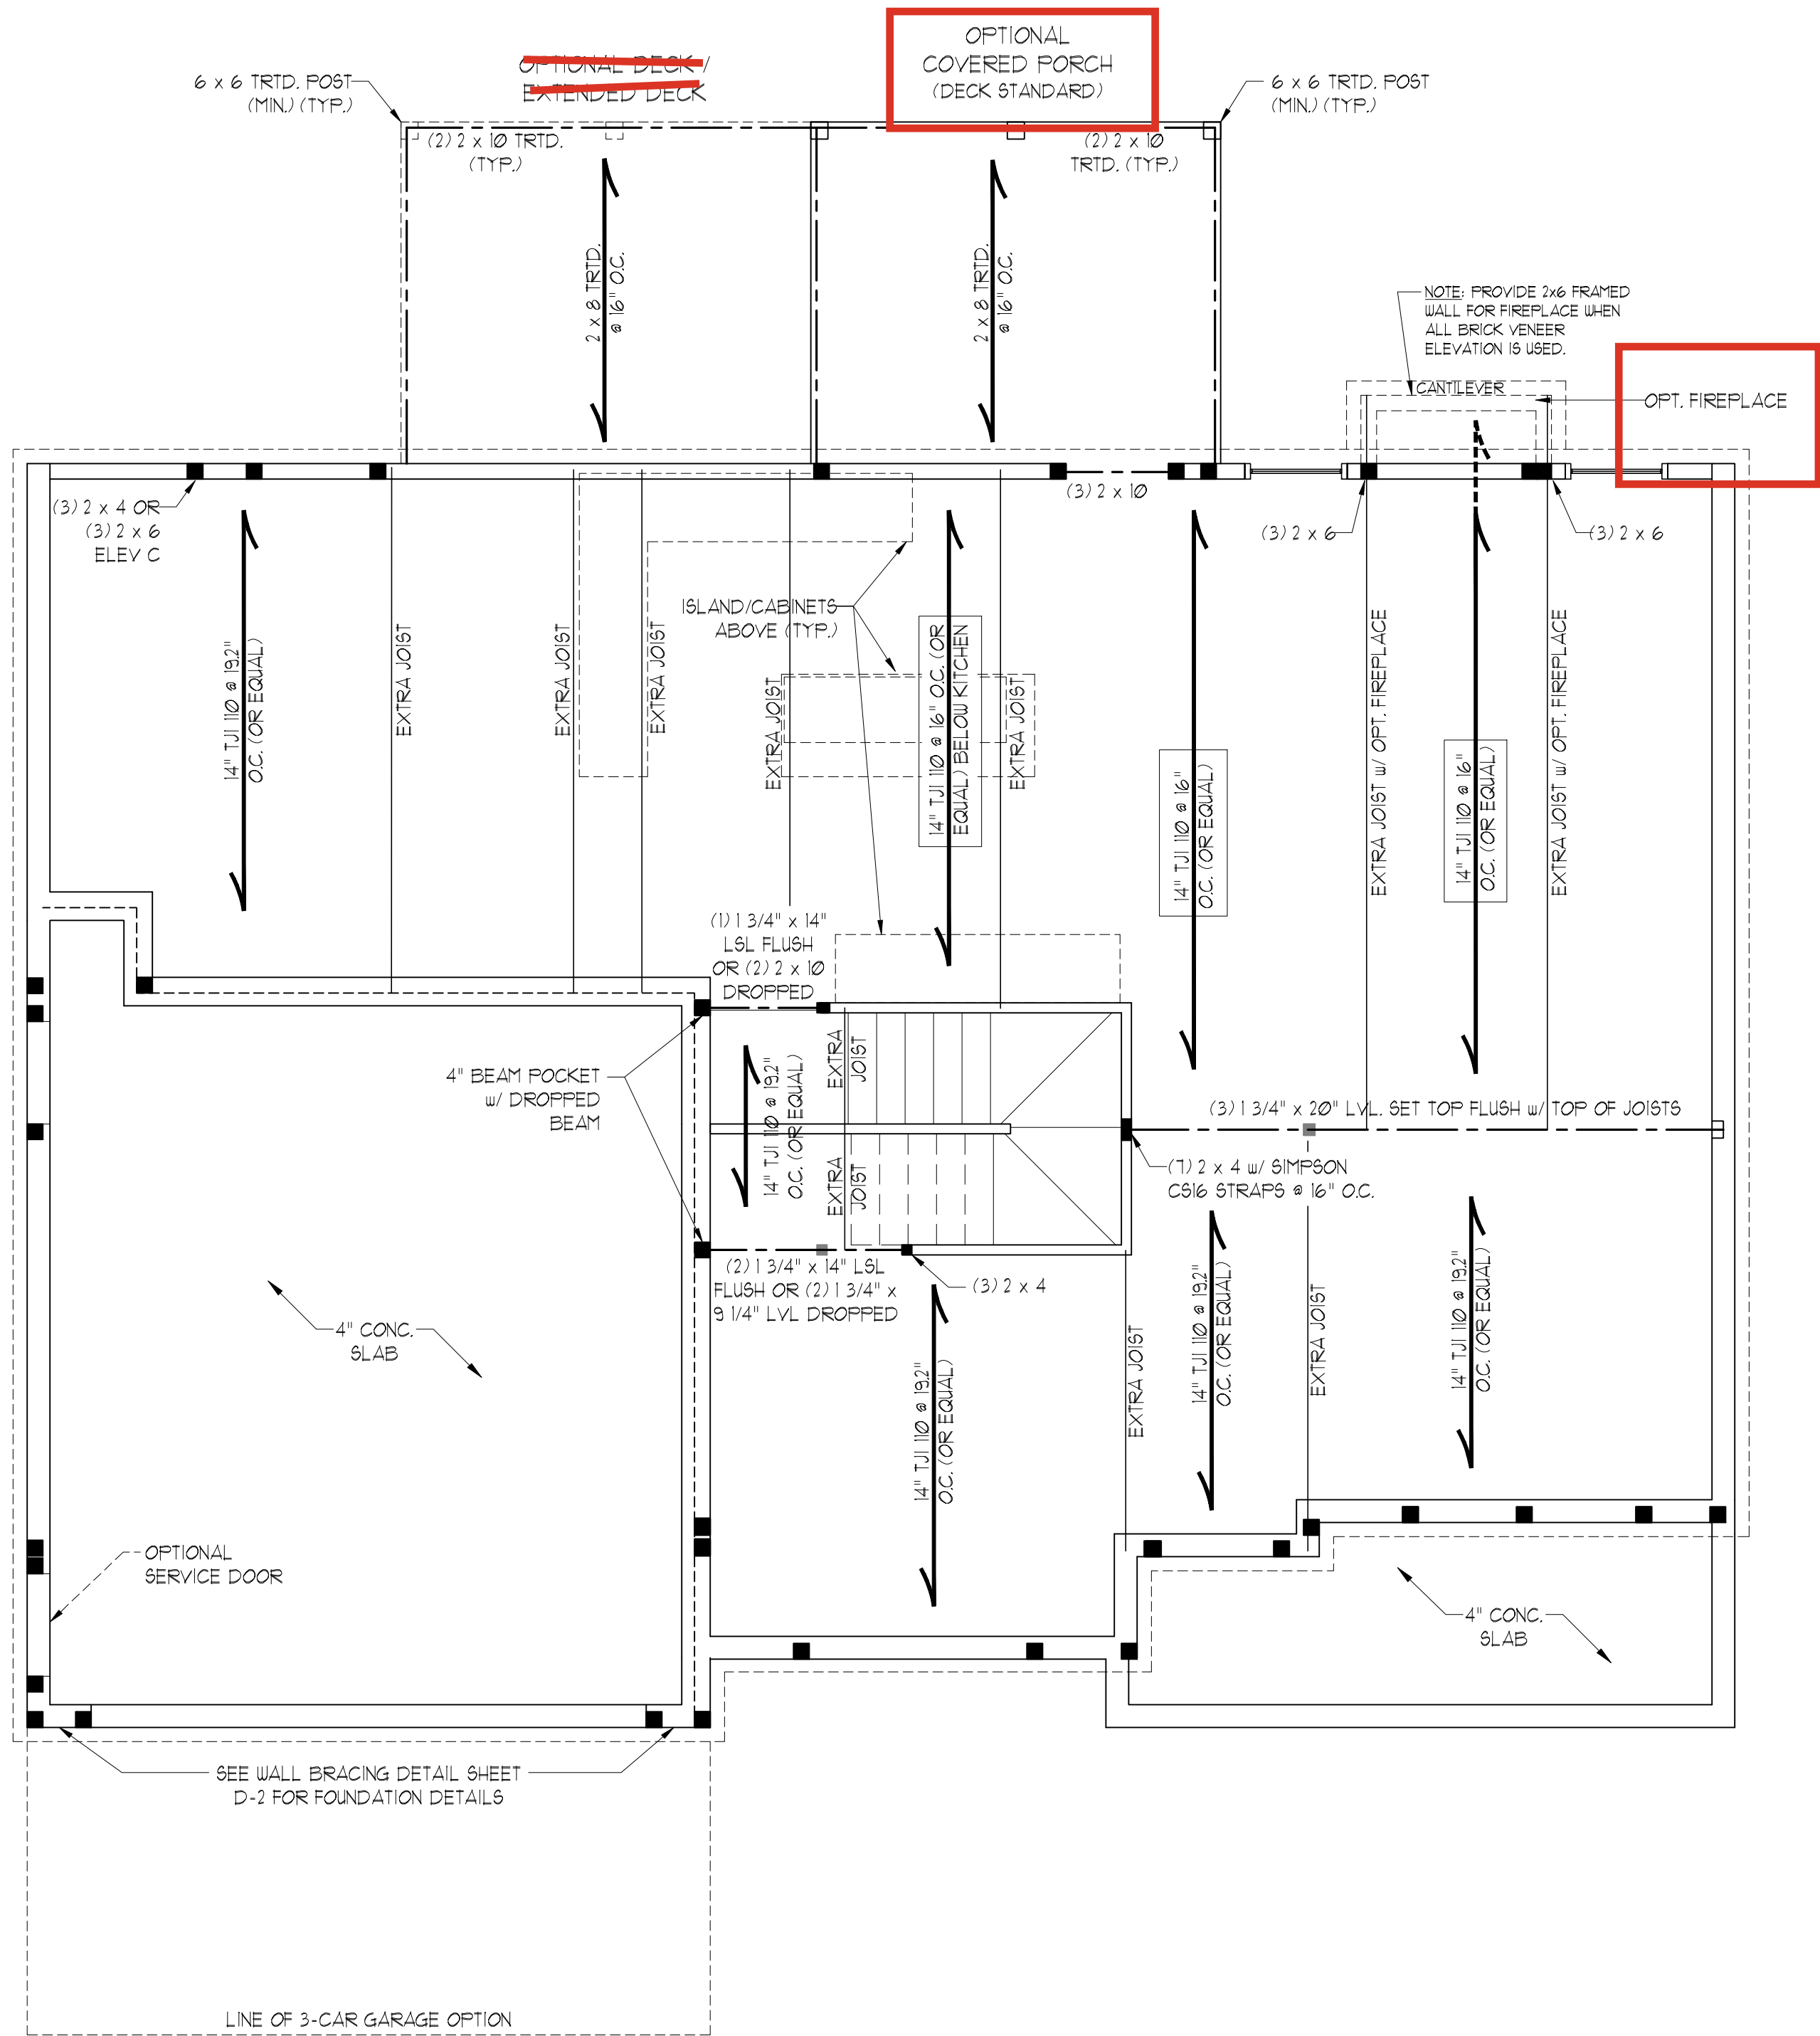 OPTIONAL DECK /
EXTENDED DECK
OPTIONAL
COVERED PORCH
(DECK STANDARD)
6 x 6 TRTD. POST
(MIN.) (TYP.)
6 x 6 TRTD. POST
(MIN.) (TYP.)
(2) 2 x 10 TRTD.
(TYP.)
(2) 2 x 10
TRTD. (TYP.)
2 x 8 TRTD.
@ 16" O.C.
2 x 8 TRTD.
@ 16" O.C.
NOTE: PROVIDE 2x6 FRAMED
WALL FOR FIREPLACE WHEN
ALL BRICK VENEER
ELEVATION IS USED.
CANTILEVER
OPT. FIREPLACE
(3) 2 x 4 OR
(3) 2 x 6
ELEV C
(3) 2 x 10
(3) 2 x 6
(3) 2 x 6
ISLAND/CABINETS
ABOVE (TYP.)
14" TJI 110 @ 19.2"
O.C. (OR EQUAL)
EXTRA JOIST
EXTRA JOIST
EXTRA JOIST
EXTRA JOIST
14" TJI 110 @ 16" O.C. (OR
EQUAL) BELOW KITCHEN
EXTRA JOIST
14" TJI 110 @ 16"
O.C. (OR EQUAL)
EXTRA JOIST w/ OPT. FIREPLACE
14" TJI 110 @ 16"
O.C. (OR EQUAL)
EXTRA JOIST w/ OPT. FIREPLACE
(1) 1 3/4" x 14"
LSL FLUSH
OR (2) 2 x 10
DROPPED
4" BEAM POCKET
w/ DROPPED
BEAM
14" TJI 110 @ 19.2"
O.C. (OR EQUAL)
EXTRA
JOIST
EXTRA
JOIST
(3) 1 3/4" x 20" LVL. SET TOP FLUSH w/ TOP OF JOISTS
(7) 2 x 4 w/ SIMPSON
CS16 STRAPS @ 16" O.C.
(2) 1 3/4" x 14" LSL
FLUSH OR (2) 1 3/4" x
9 1/4" LVL DROPPED
(3) 2 x 4
4" CONC.
SLAB
14" TJI 110 @ 19.2"
O.C. (OR EQUAL)
EXTRA JOIST
14" TJI 110 @ 19.2"
O.C. (OR EQUAL)
EXTRA JOIST
14" TJI 110 @ 19.2"
O.C. (OR EQUAL)
OPTIONAL
SERVICE DOOR
4" CONC.
SLAB
SEE WALL BRACING DETAIL SHEET
D-2 FOR FOUNDATION DETAILS
LINE OF 3-CAR GARAGE OPTION